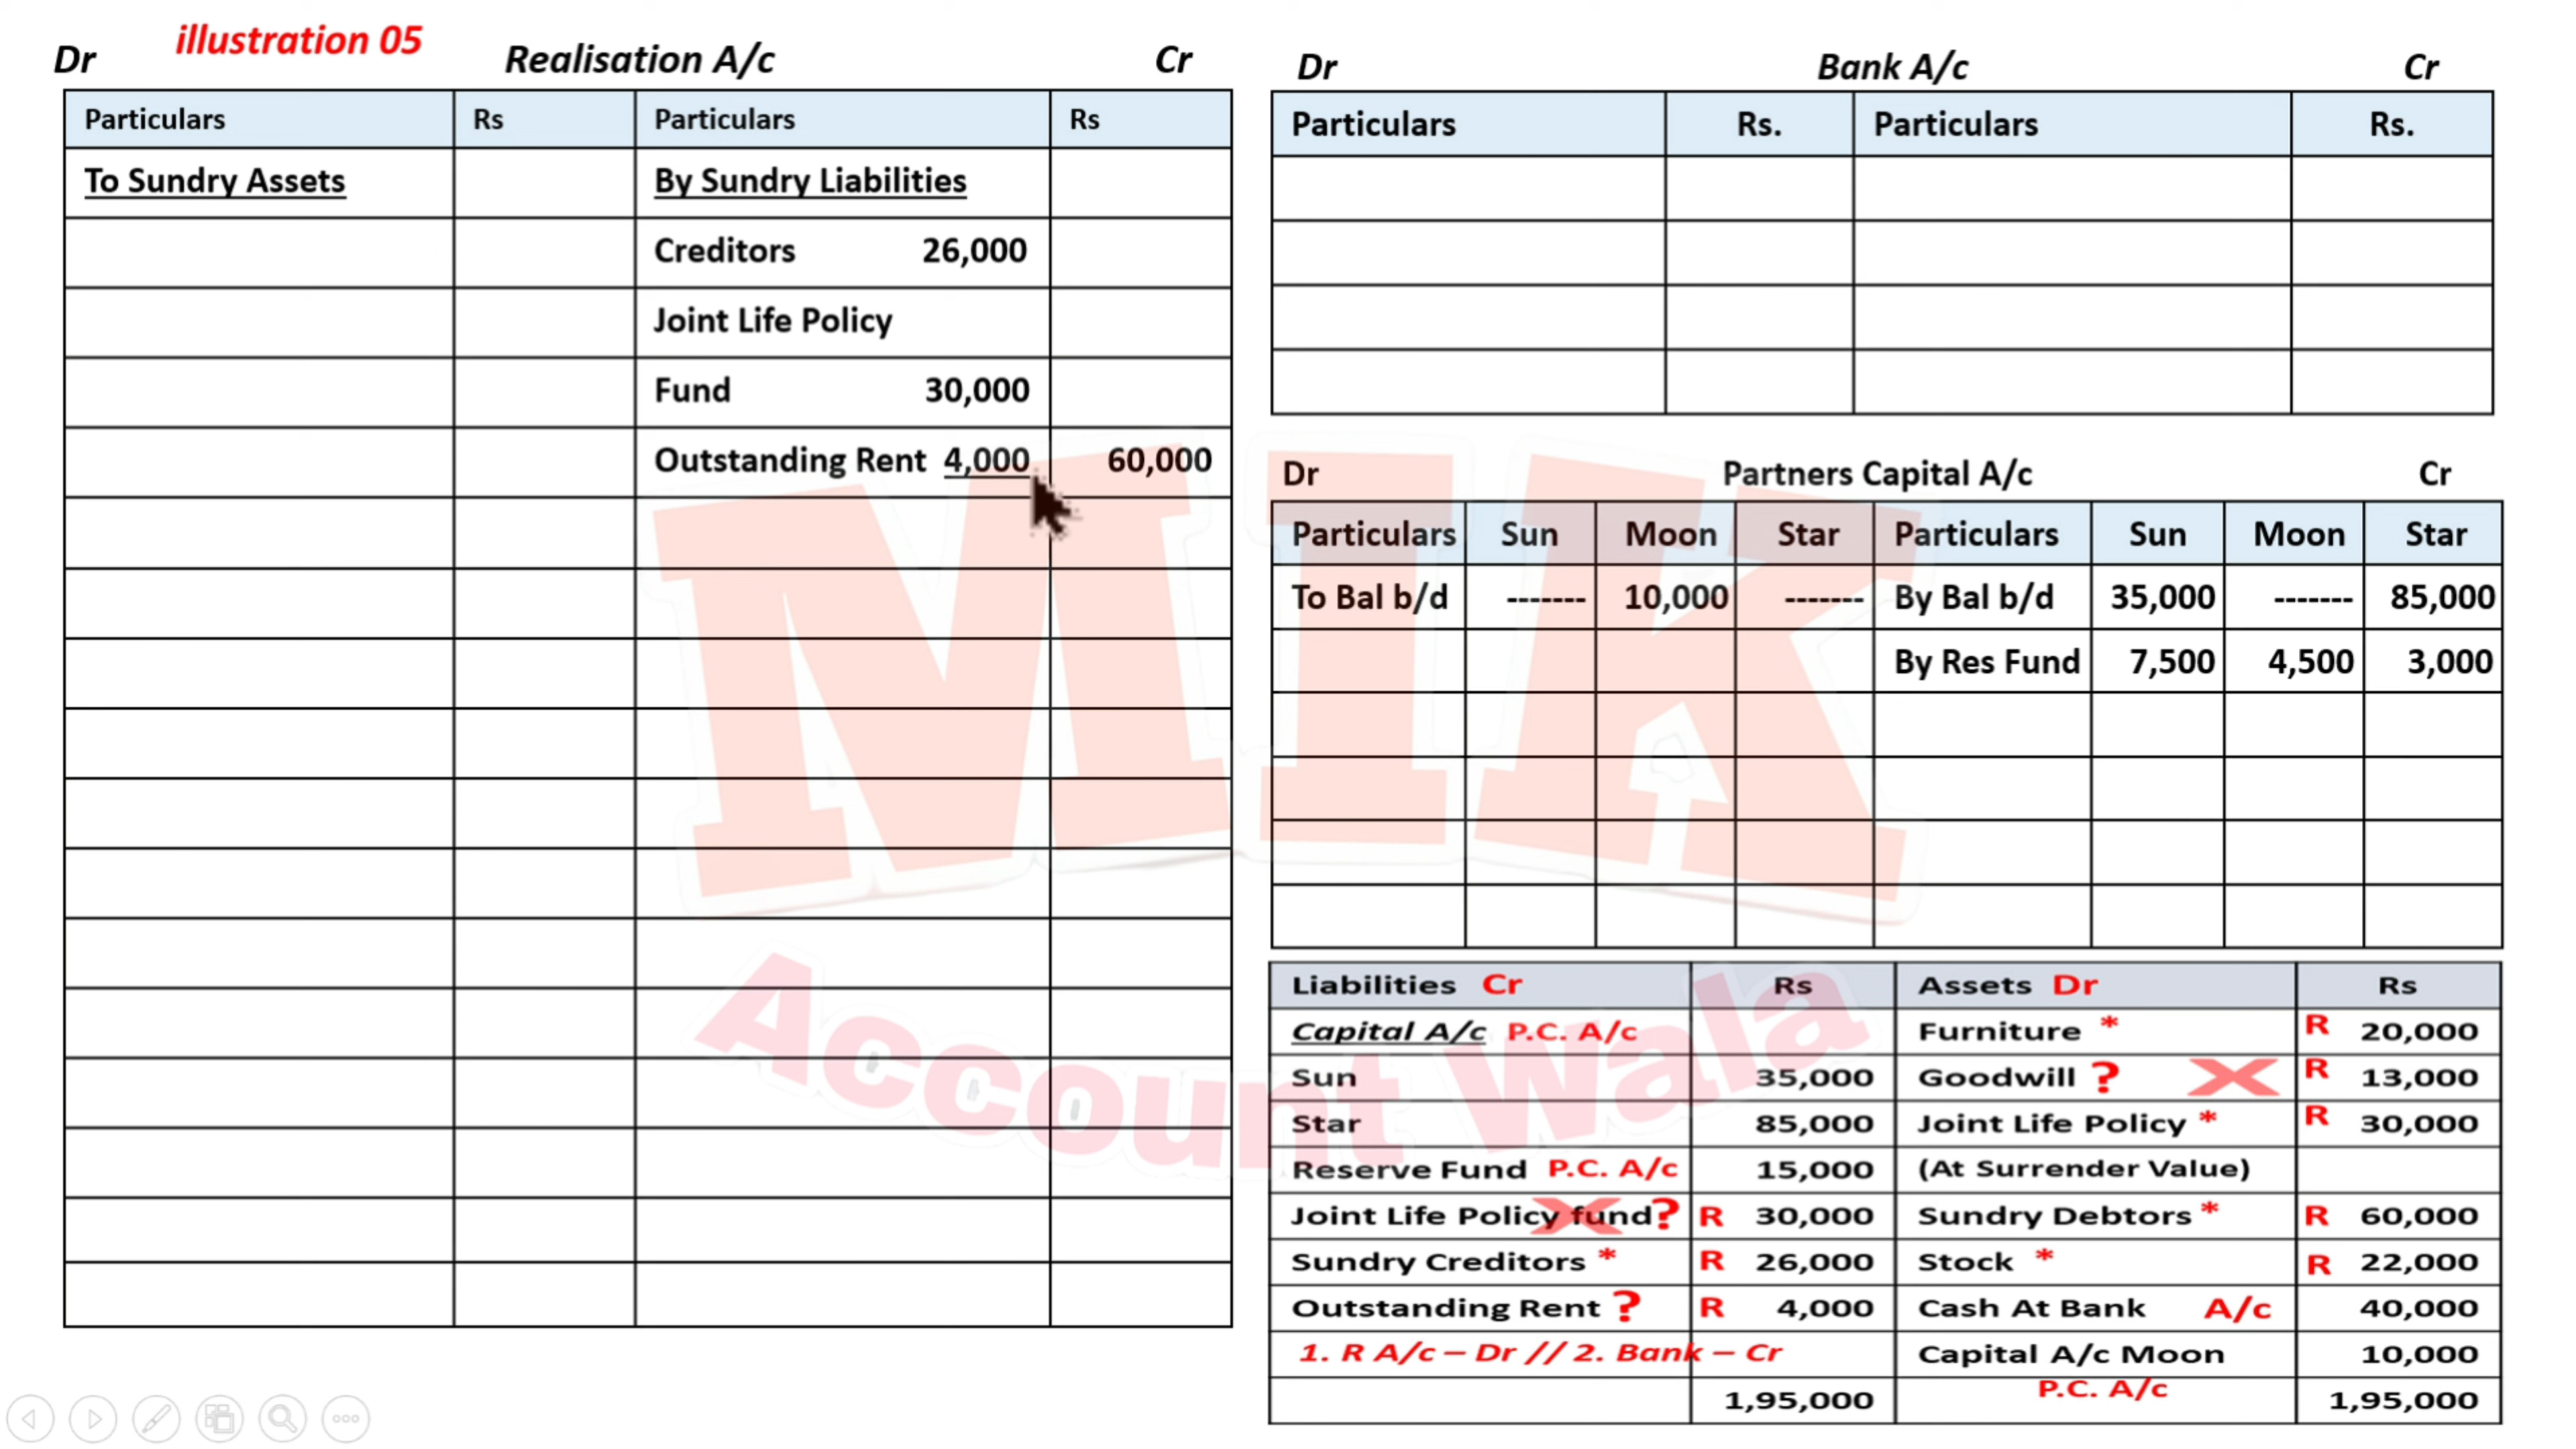 illustration 05
Dr Realisation A/c Cr
Particulars Rs Particulars Rs
To Sundry Assets By Sundry Liabilities
Creditors 26,000
Joint Life Policy
Fund 30,000
Outstanding Rent 4,000 60,000
Dr Bank A/c Cr
Particulars Rs. Particulars Rs.
Dr Partners Capital A/c Cr
Particulars Sun Moon Star Particulars Sun Moon Star
To Bal b/d ------- 10,000 ------- By Bal b/d 35,000 ------- 85,000
By Res Fund 7,500 4,500 3,000
Liabilities Cr Rs Assets Dr Rs
Capital A/c P.C. A/c Furniture * R 20,000
Sun 35,000 Goodwill ? X R 13,000
Star 85,000 Joint Life Policy * R 30,000
Reserve Fund P.C. A/c 15,000 (At Surrender Value)
Joint Life Policy fund ? X R 30,000 Sundry Debtors * R 60,000
Sundry Creditors * R 26,000 Stock * R 22,000
Outstanding Rent ? R 4,000 Cash At Bank A/c 40,000
1. R A/c – Dr // 2. Bank – Cr Capital A/c Moon 10,000
1,95,000 P.C. A/c 1,95,000
MIK
Account Wala